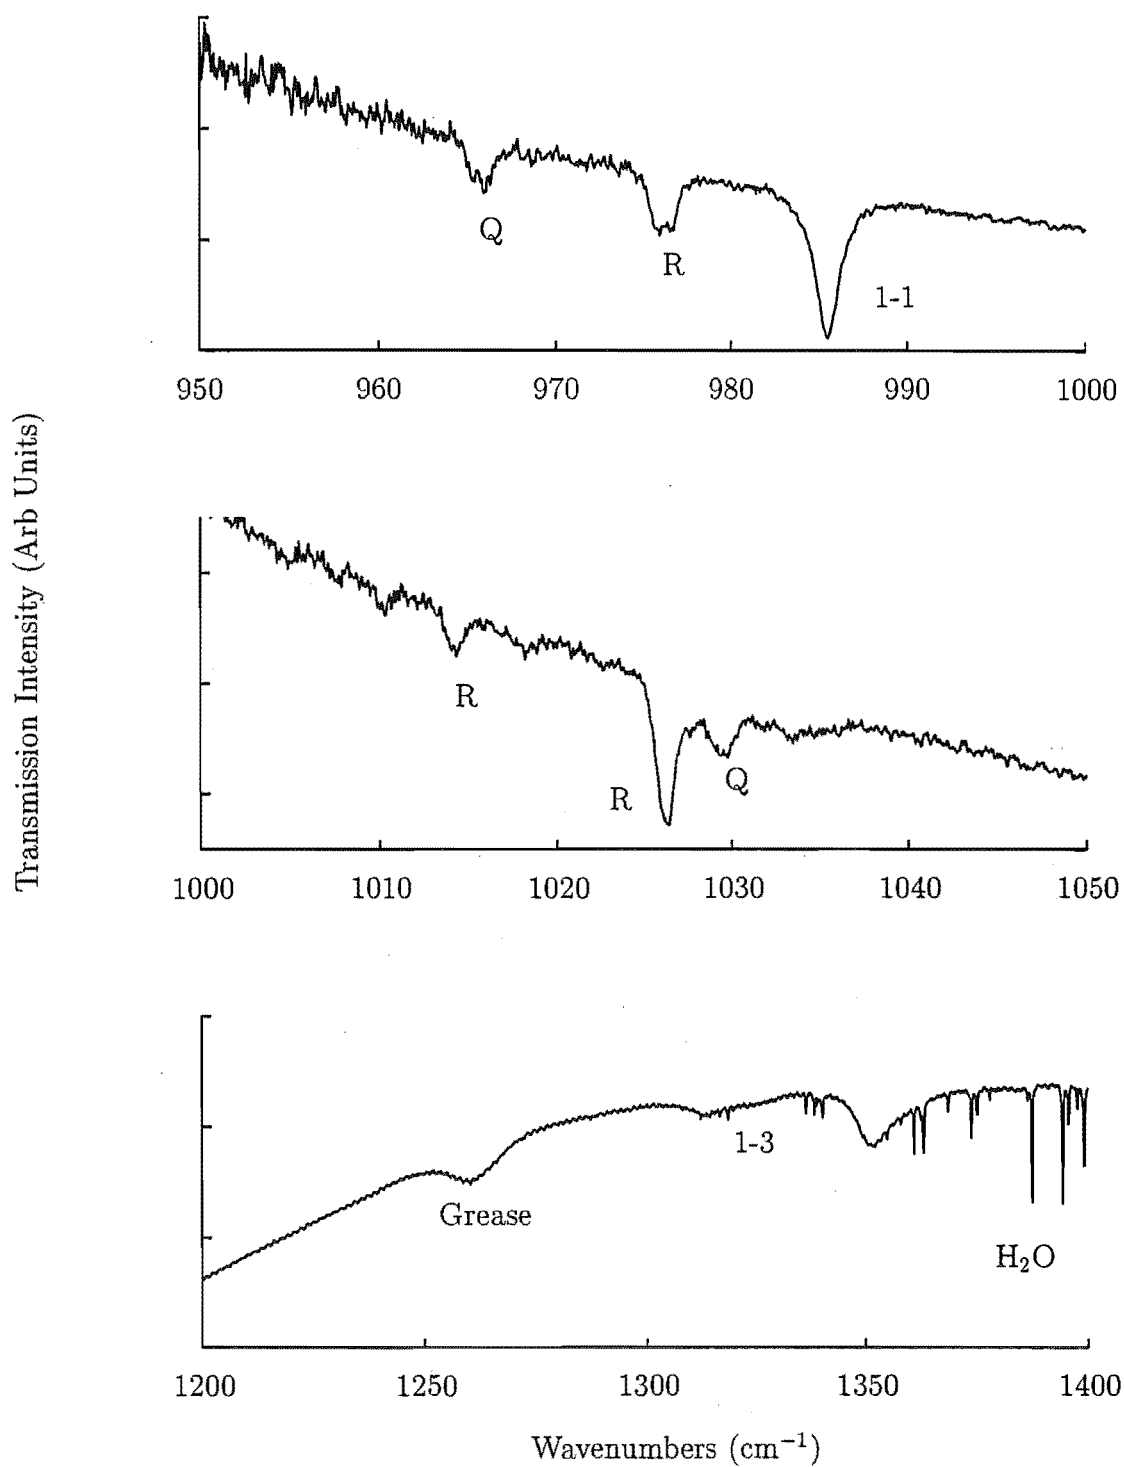 Q
R
1-1
950 960 970 980 990 1000
Transmission Intensity (Arb Units)
R
R
Q
1000 1010 1020 1030 1040 1050
1-3
Grease
H₂O
1200 1250 1300 1350 1400
Wavenumbers (cm⁻¹)